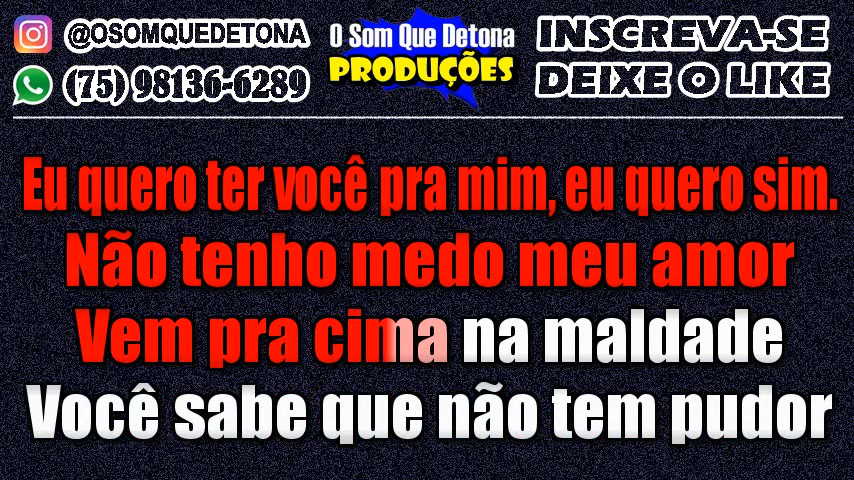 @OSOMQUEDETONA
(75) 98136-6289
O Som Que Detona
PRODUÇÕES
INSCREVA-SE
DEIXE O LIKE
Eu quero ter você pra mim, eu quero sim.
Não tenho medo meu amor
Vem pra cima na maldade
Você sabe que não tem pudor